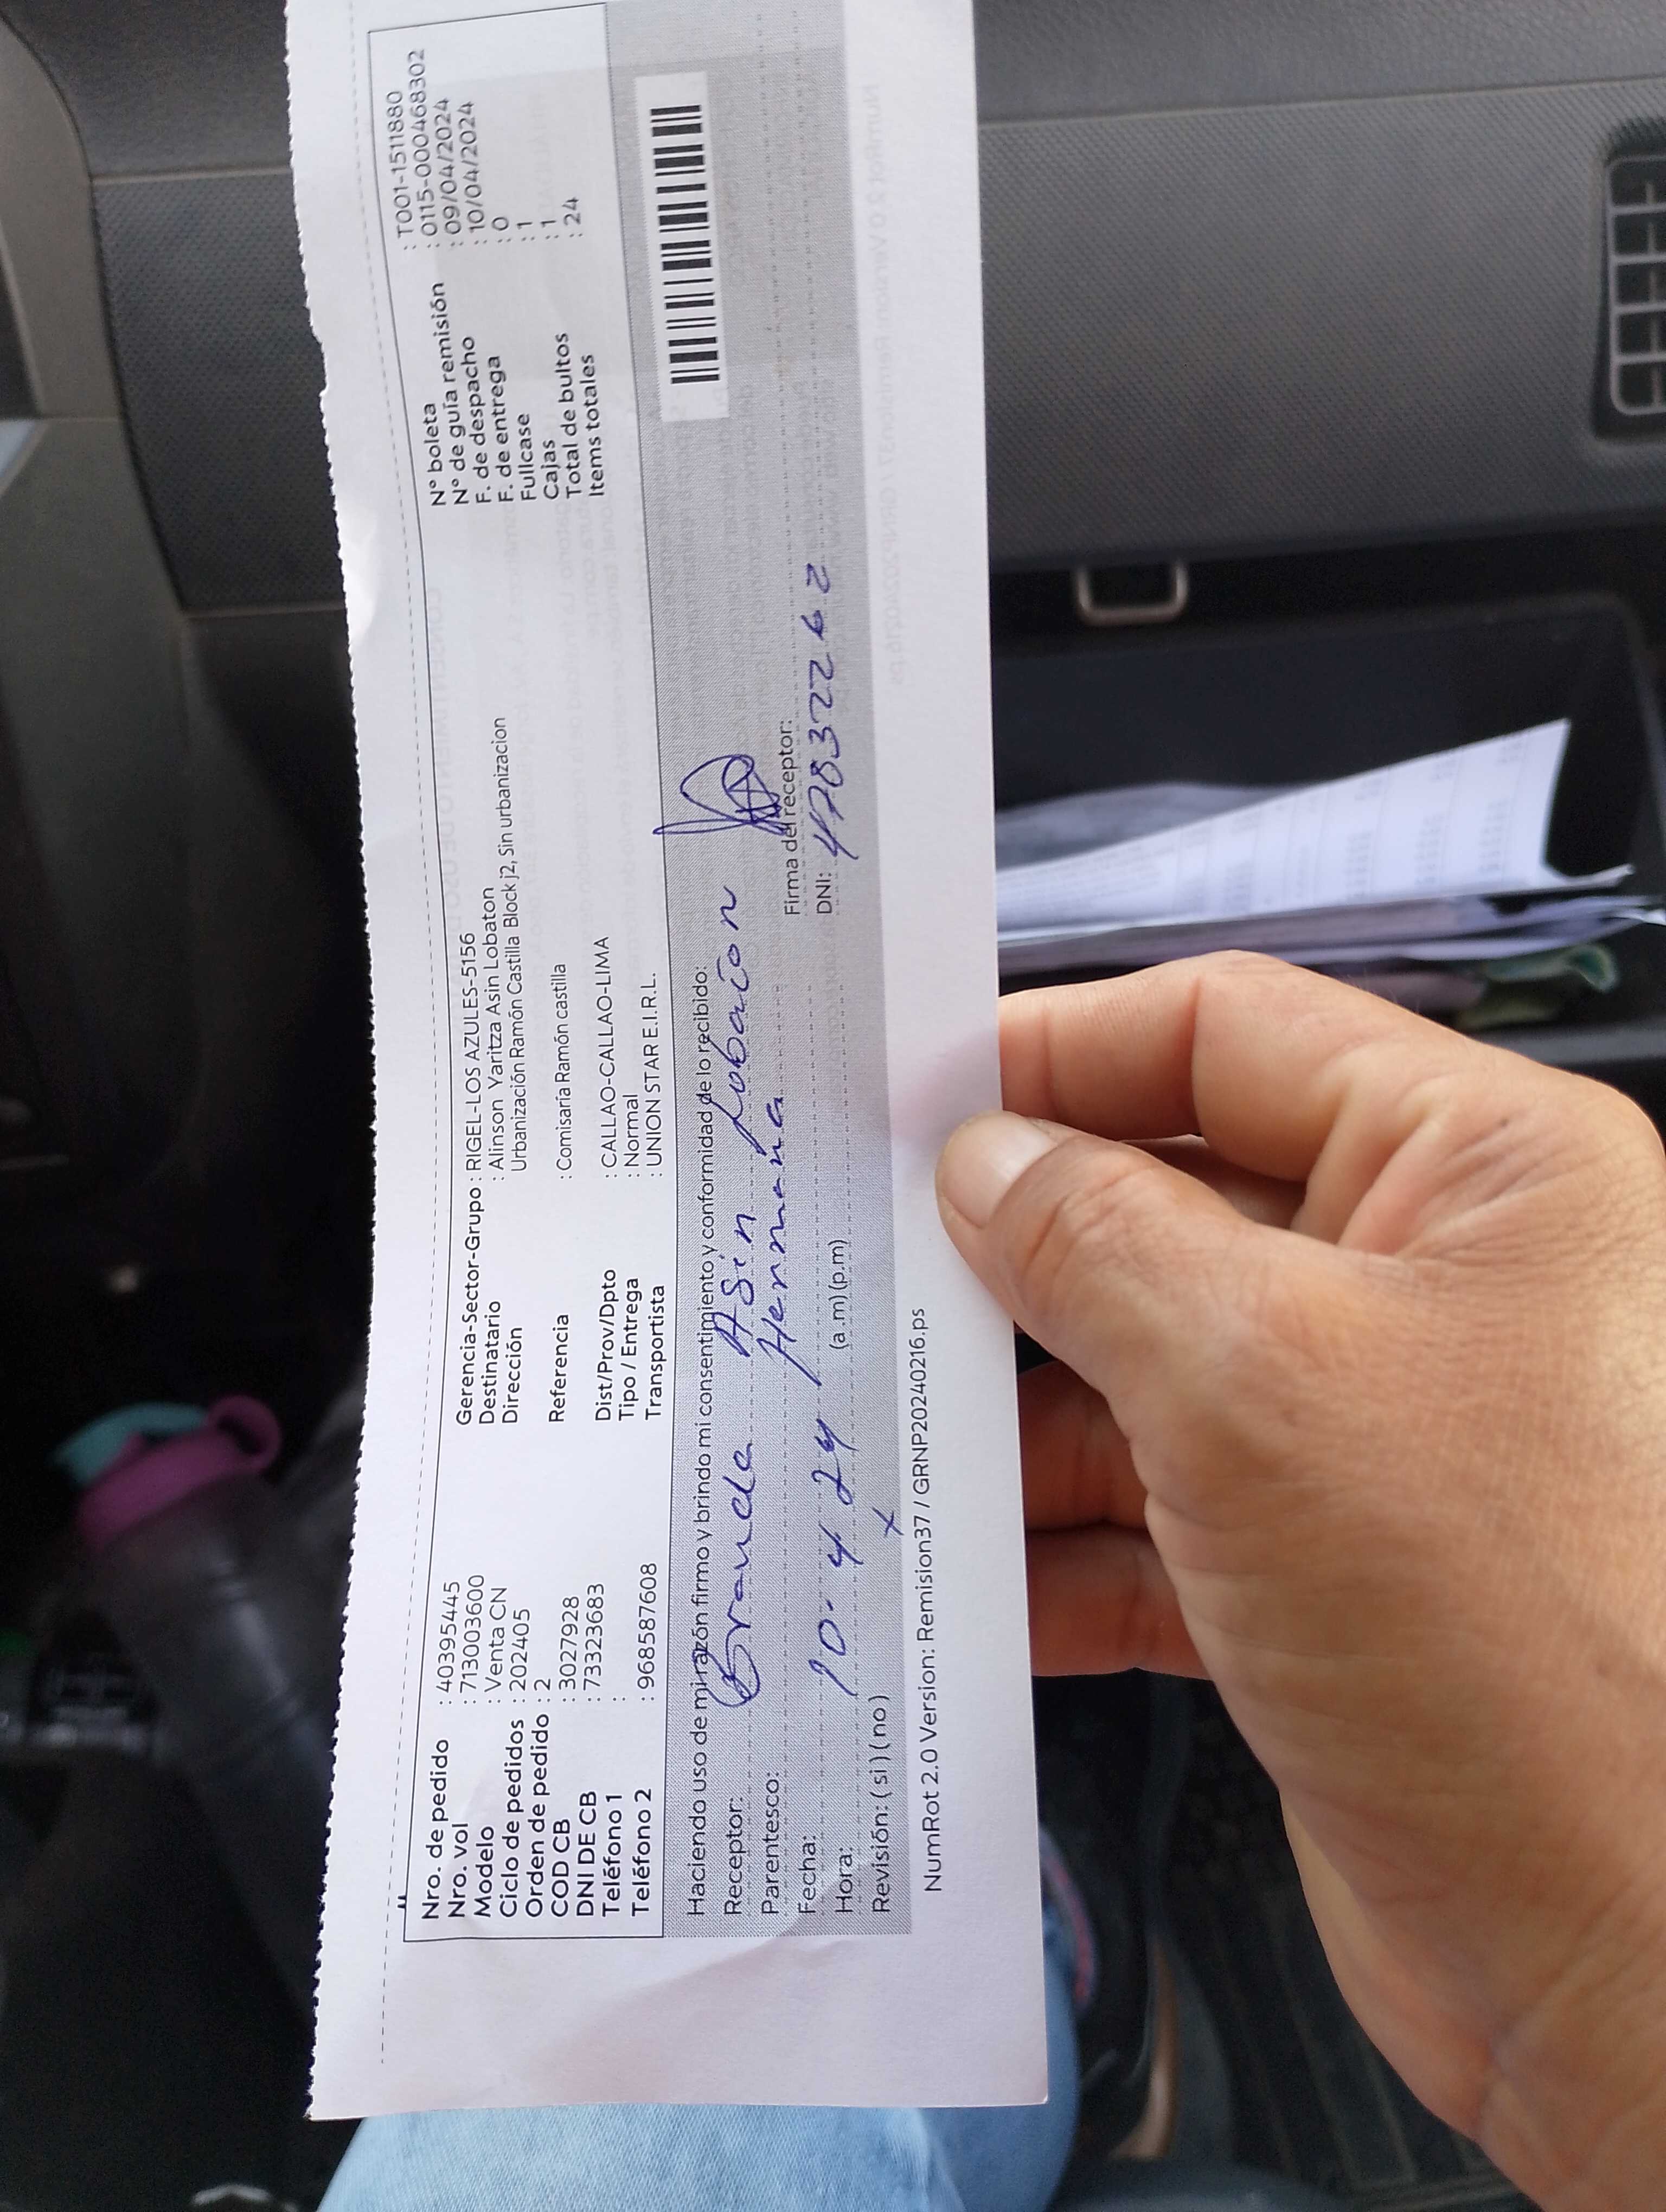 Nro. de pedido : 40395445
Nro. vol : 713003600
Modelo : Venta CN
Ciclo de pedidos : 202405
Orden de pedido : 2
COD CB : 3027928
DNI DE CB : 73323683
Teléfono 1 :
Teléfono 2 : 968587608
Gerencia-Sector-Grupo : RIGEL-LOS AZULES-5156
Destinatario : Alinson Yaritza Asin Lobaton
Dirección Urbanización Ramón Castilla Block j2, Sin urbanizacion
Referencia : Comisaría Ramón castilla
Dist/Prov/Dpto : CALLAO-CALLAO-LIMA
Tipo / Entrega : Normal
Transportista : UNION STAR E.I.R.L.
N° boleta : T001-1511880
N° de guía remisión : 0115-000468302
F. de despacho : 09/04/2024
F. de entrega : 10/04/2024
Fullcase : 0
Cajas : 1
Total de bultos : 1
Items totales : 24
Haciendo uso de mi razón firmo y brindo mi consentimiento y conformidad de lo recibido:
Receptor: Asin Lobaton
Parentesco: Hermana
Firma del receptor:
Fecha: 10. 4 24
DNI: 47832262
Hora: (a.m) (p.m)
Revisión: ( si ) ( no ) x
NumRot 2.0 Version: Remision37 / GRNP20240216.ps